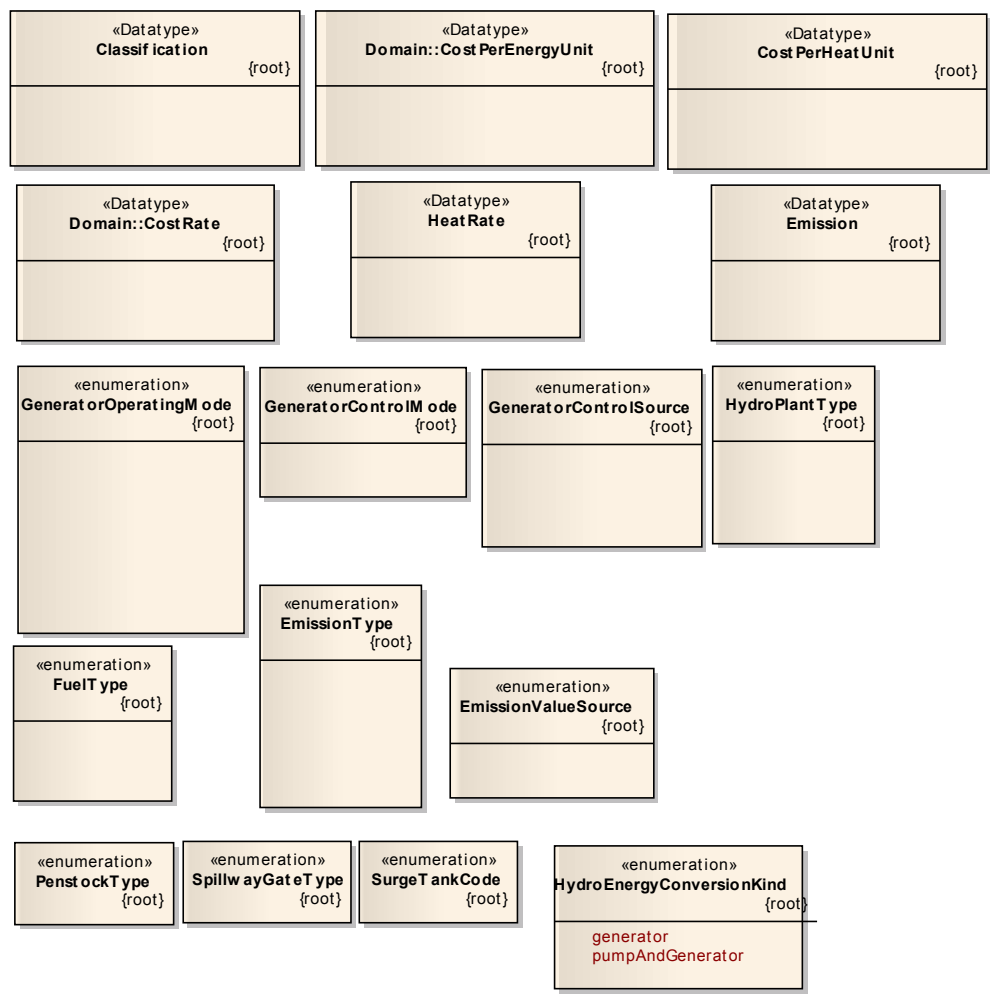 «Datatype»
Classification
{root}
«Datatype»
Domain::CostPerEnergyUnit
{root}
«Datatype»
CostPerHeatUnit
{root}
«Datatype»
Domain::CostRate
{root}
«Datatype»
HeatRate
{root}
«Datatype»
Emission
{root}
«enumeration»
GeneratorOperatingMode
{root}
«enumeration»
GeneratorControlMode
{root}
«enumeration»
GeneratorControlSource
{root}
«enumeration»
HydroPlantType
{root}
«enumeration»
EmissionType
{root}
«enumeration»
FuelType
{root}
«enumeration»
EmissionValueSource
{root}
«enumeration»
PenstockType
{root}
«enumeration»
SpillwayGateType
{root}
«enumeration»
SurgeTankCode
{root}
«enumeration»
HydroEnergyConversionKind
{root}
generator
pumpAndGenerator